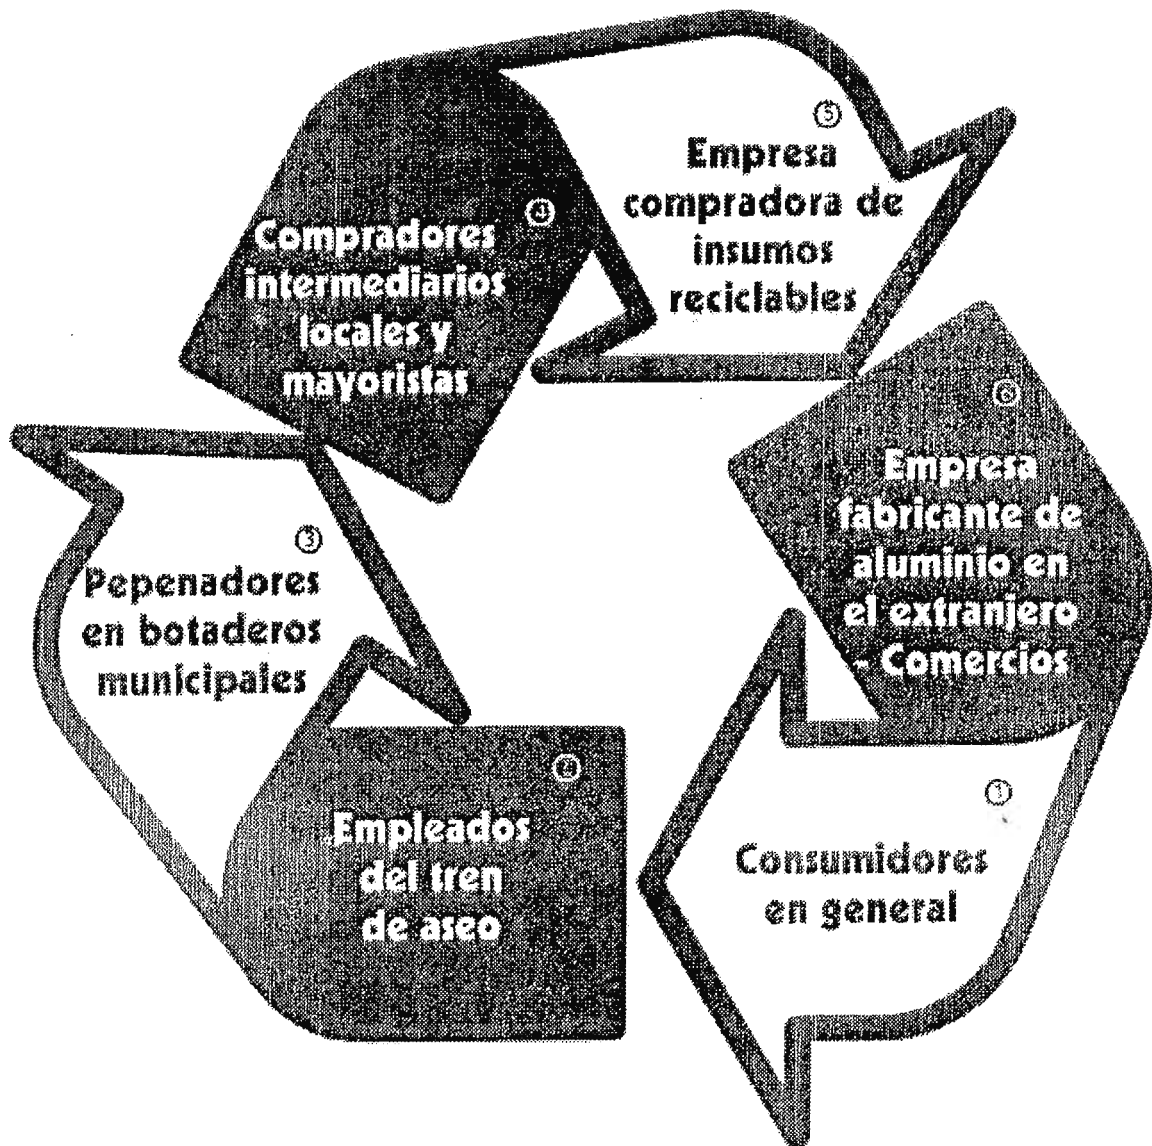 ⑤
Empresa
compradora de
insumos
reciclables
④
Compradores
intermediarios
locales y
mayoristas
⑥
Empresa
fabricante de
aluminio en
el extranjero
- Comercios
③
Pepenadores
en botaderos
municipales
②
Empleados
del tren
de aseo
①
Consumidores
en general